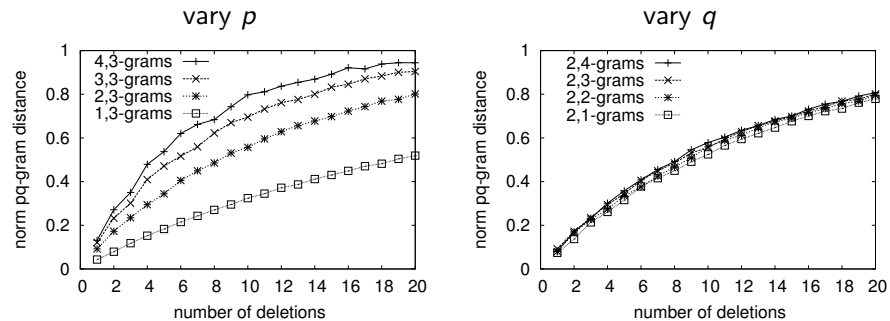 vary p
1
0.8
0.6
0.4
0.2
0
norm pq-gram distance
4,3-grams
3,3-grams
2,3-grams
1,3-grams
0 2 4 6 8 10 12 14 16 18 20
number of deletions
vary q
1
0.8
0.6
0.4
0.2
0
norm pq-gram distance
2,4-grams
2,3-grams
2,2-grams
2,1-grams
0 2 4 6 8 10 12 14 16 18 20
number of deletions